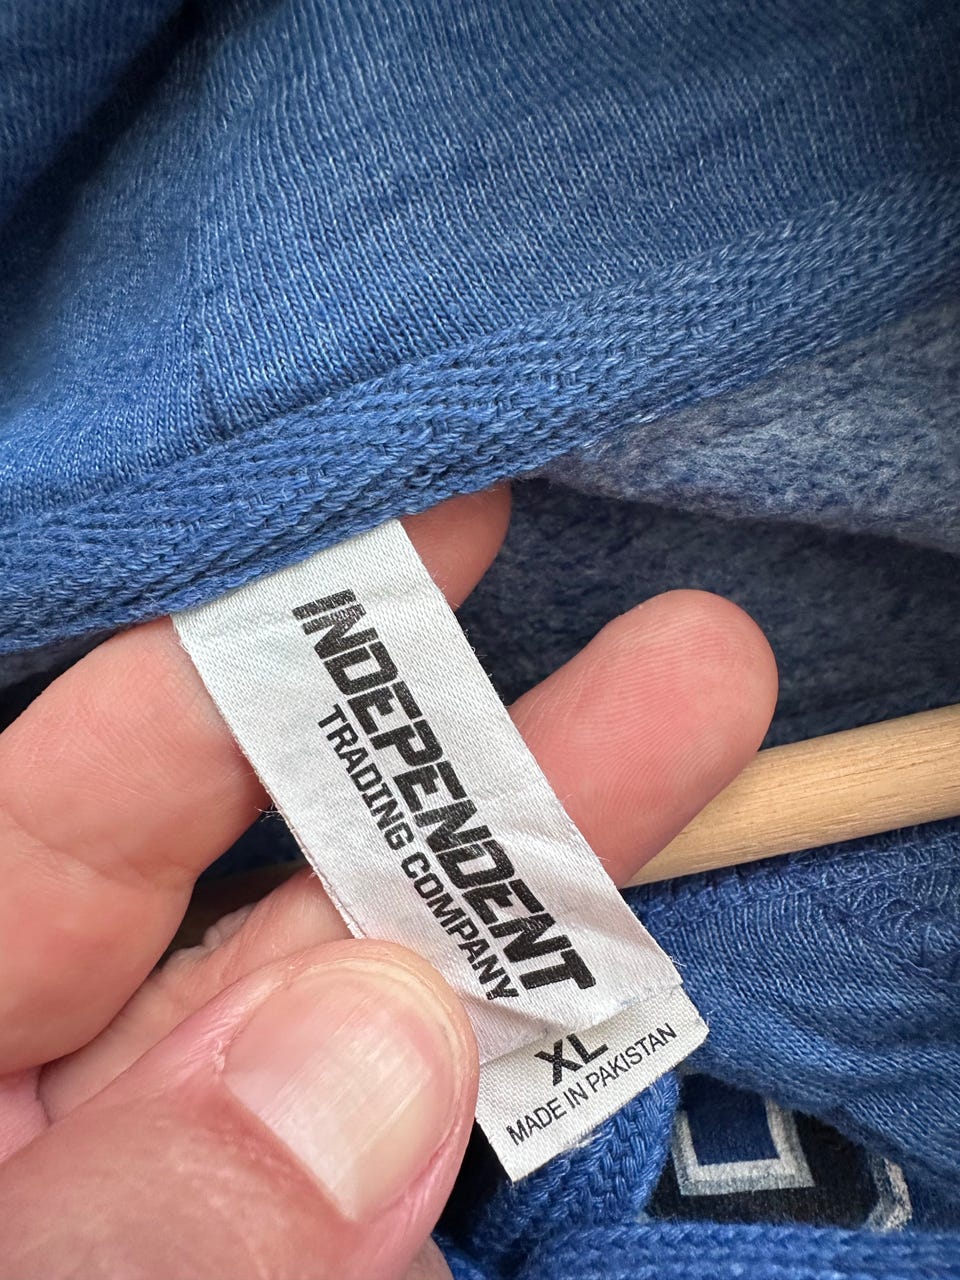 INDEPENDENT
TRADING COMPANY
XL
MADE IN PAKISTAN